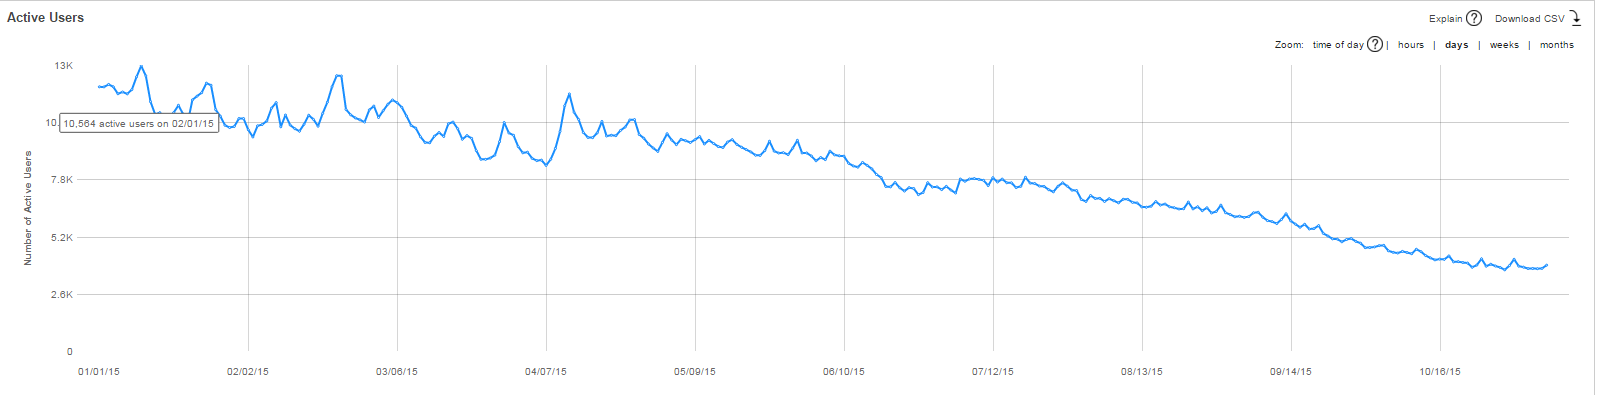 Active Users
Explain ? Download CSV
Zoom: time of day ? | hours | days | weeks | months
13K
10.
10,564 active users on 02/01/15
7.8K
5.2K
2.6K
0
Number of Active Users
01/01/15 02/02/15 03/06/15 04/07/15 05/09/15 06/10/15 07/12/15 08/13/15 09/14/15 10/16/15